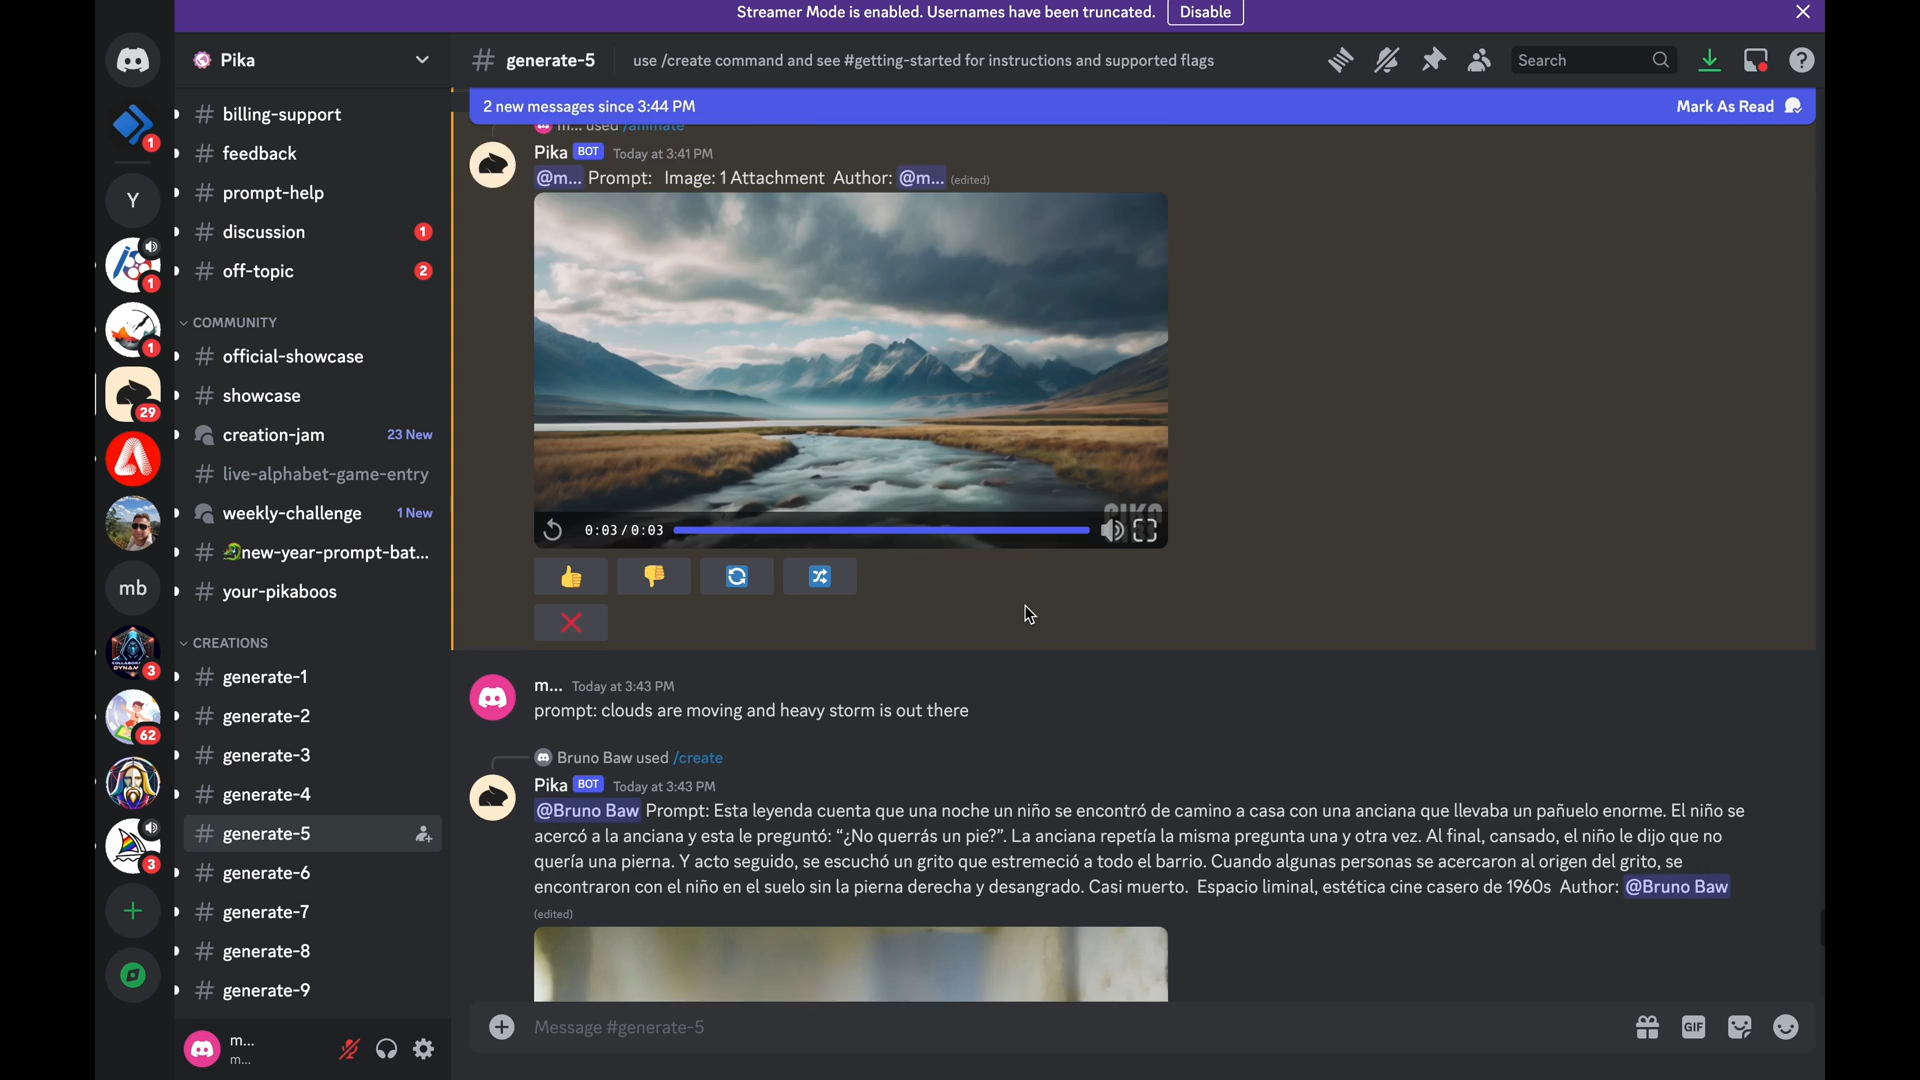 Streamer Mode is enabled. Usernames have been truncated.
Disable
Pika
generate-5
use /create command and see #getting-started for instructions and supported flags
Search
2 new messages since 3:44 PM
Mark As Read
billing-support
feedback
prompt-help
discussion
1
off-topic
2
COMMUNITY
official-showcase
showcase
creation-jam
23 New
live-alphabet-game-entry
weekly-challenge
1 New
new-year-prompt-bat...
your-pikaboos
CREATIONS
generate-1
generate-2
generate-3
generate-4
generate-5
generate-6
generate-7
generate-8
generate-9
1
Y
1
1
29
mb
3
62
3
m...
m...
m... used /animate
Pika BOT Today at 3:41 PM
@m... Prompt: Image: 1 Attachment Author: @m... (edited)
PIKA
0:03/0:03
m... Today at 3:43 PM
prompt: clouds are moving and heavy storm is out there
Bruno Baw used /create
Pika BOT Today at 3:43 PM
@Bruno Baw Prompt: Esta leyenda cuenta que una noche un niño se encontró de camino a casa con una anciana que llevaba un pañuelo enorme. El niño se
acercó a la anciana y esta le preguntó: “¿No querrás un pie?”. La anciana repetía la misma pregunta una y otra vez. Al final, cansado, el niño le dijo que no
quería una pierna. Y acto seguido, se escuchó un grito que estremeció a todo el barrio. Cuando algunas personas se acercaron al origen del grito, se
encontraron con el niño en el suelo sin la pierna derecha y desangrado. Casi muerto. Espacio liminal, estética cine casero de 1960s Author: @Bruno Baw
(edited)
Message #generate-5
GIF